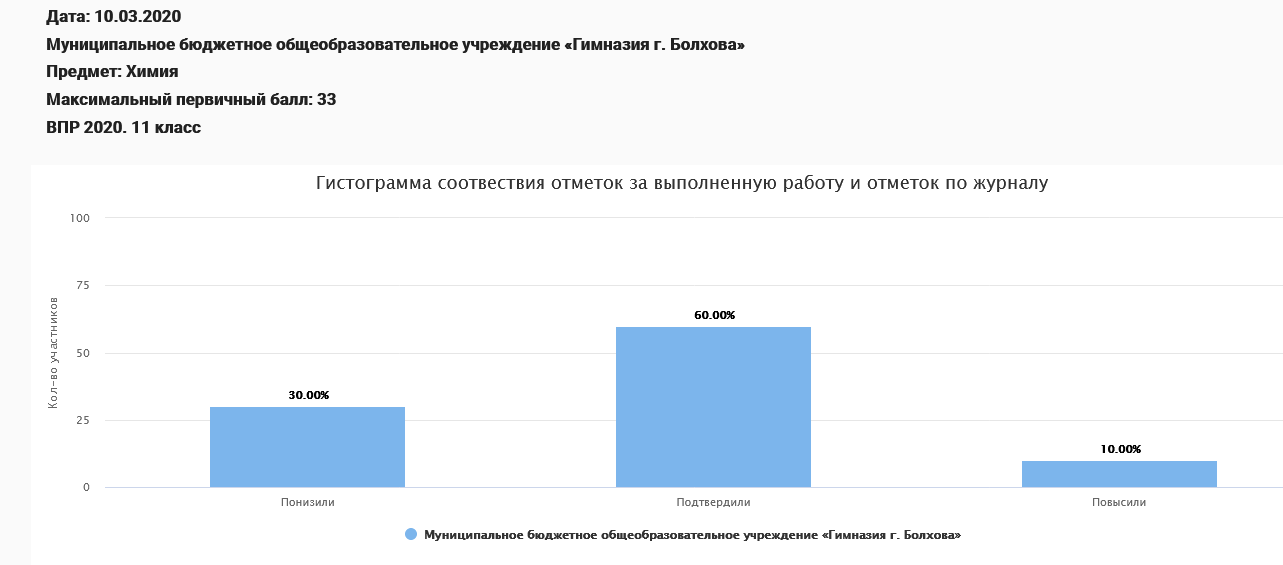 Дата: 10.03.2020
Муниципальное бюджетное общеобразовательное учреждение «Гимназия г. Болхова»
Предмет: Химия
Максимальный первичный балл: 33
ВПР 2020. 11 класс
Гистограмма соотвествия отметок за выполненную работу и отметок по журналу
100
75
50
25
0
Кол-во участников
30.00%
60.00%
10.00%
Понизили
Подтвердили
Повысили
Муниципальное бюджетное общеобразовательное учреждение «Гимназия г. Болхова»